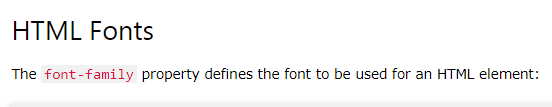 HTML Fonts
The font-family property defines the font to be used for an HTML element: